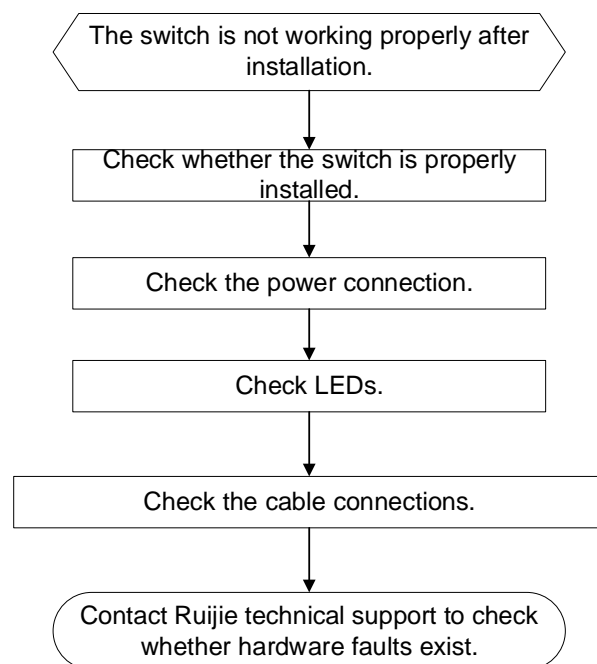 The switch is not working properly after
installation.
Check whether the switch is properly
installed.
Check the power connection.
Check LEDs.
Check the cable connections.
Contact Ruijie technical support to check
whether hardware faults exist.